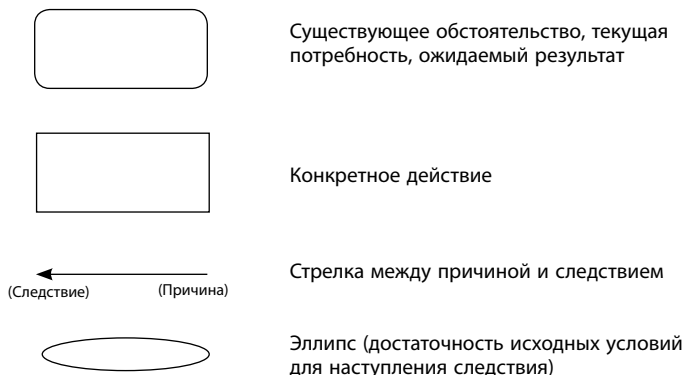 Существующее обстоятельство, текущая
потребность, ожидаемый результат
Конкретное действие
(Следствие)
(Причина)
Стрелка между причиной и следствием
Эллипс (достаточность исходных условий
для наступления следствия)